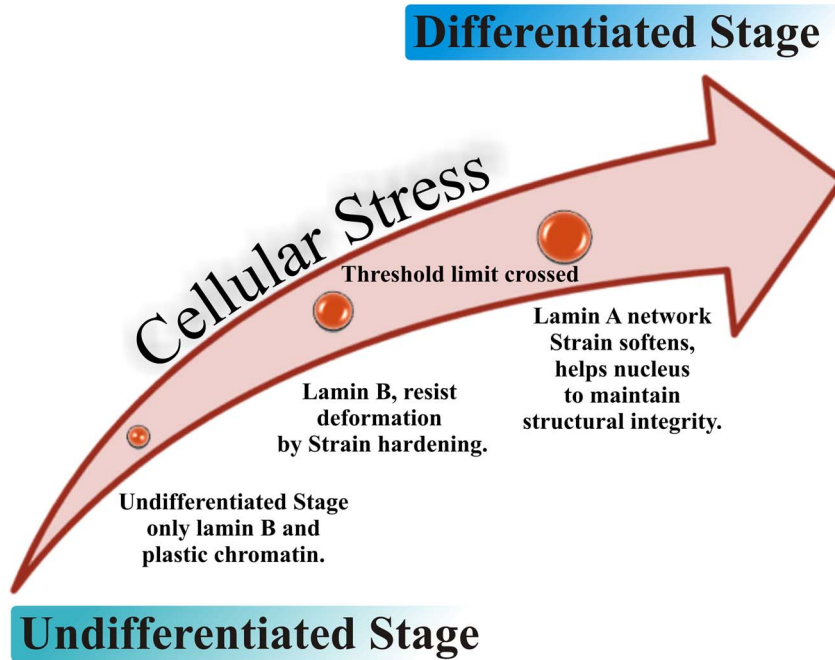 Differentiated Stage
Cellular Stress
Threshold limit crossed
Lamin A network
Strain softens,
helps nucleus
to maintain
structural integrity.
Lamin B, resist
deformation
by Strain hardening.
Undifferentiated Stage
only lamin B and
plastic chromatin.
Undifferentiated Stage